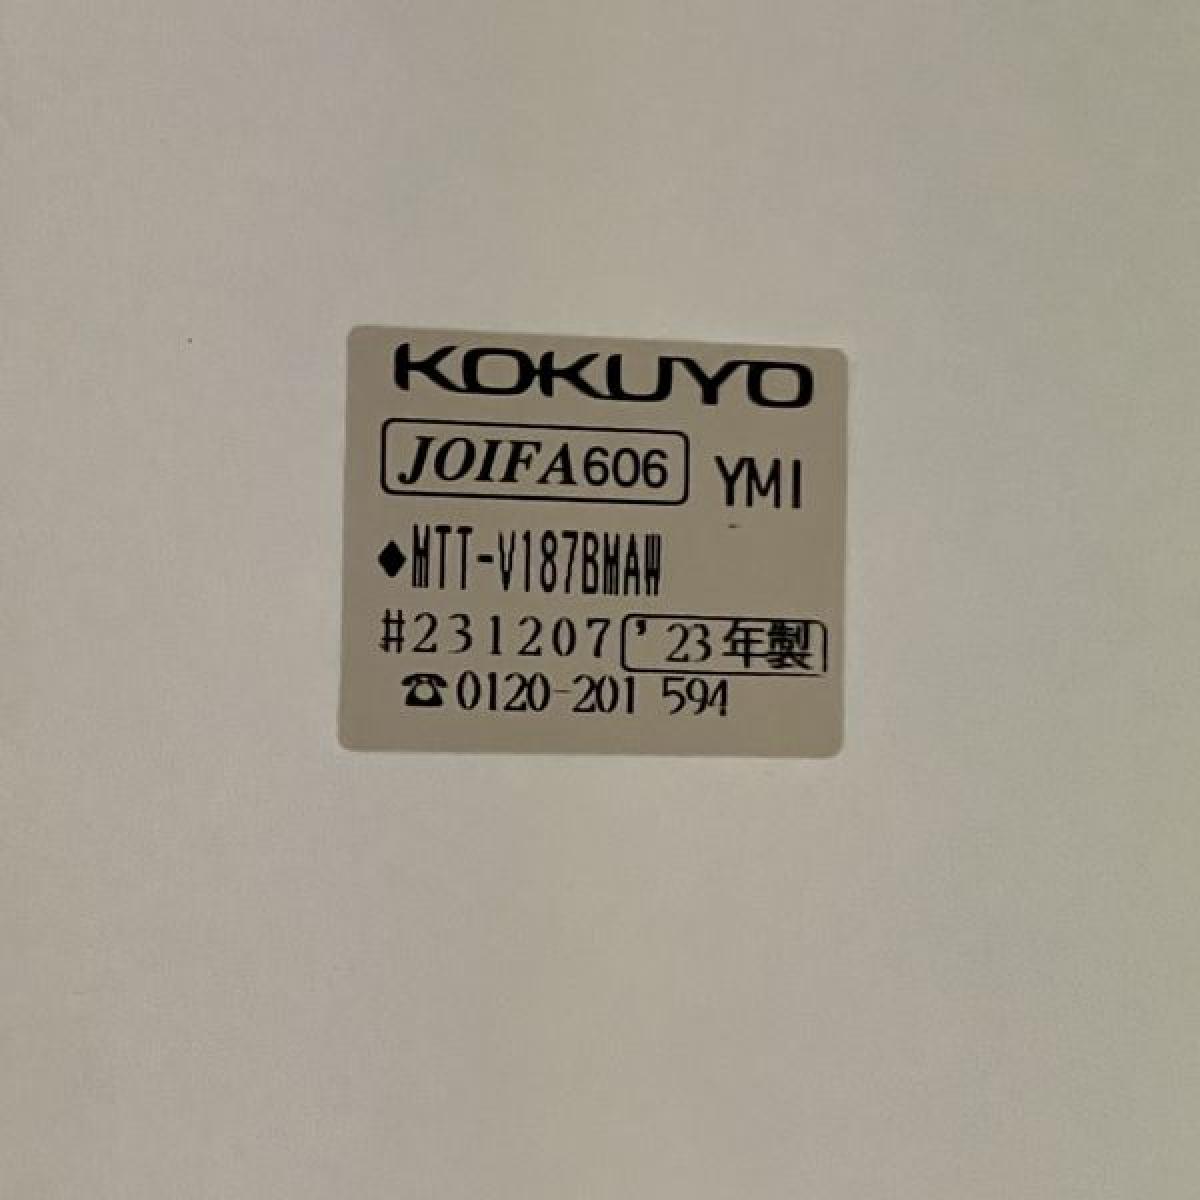 KOKUYO
JOIFA606 YMI
◆MTT-V187BMAW
#231207 '23年製
☎0120-201 594